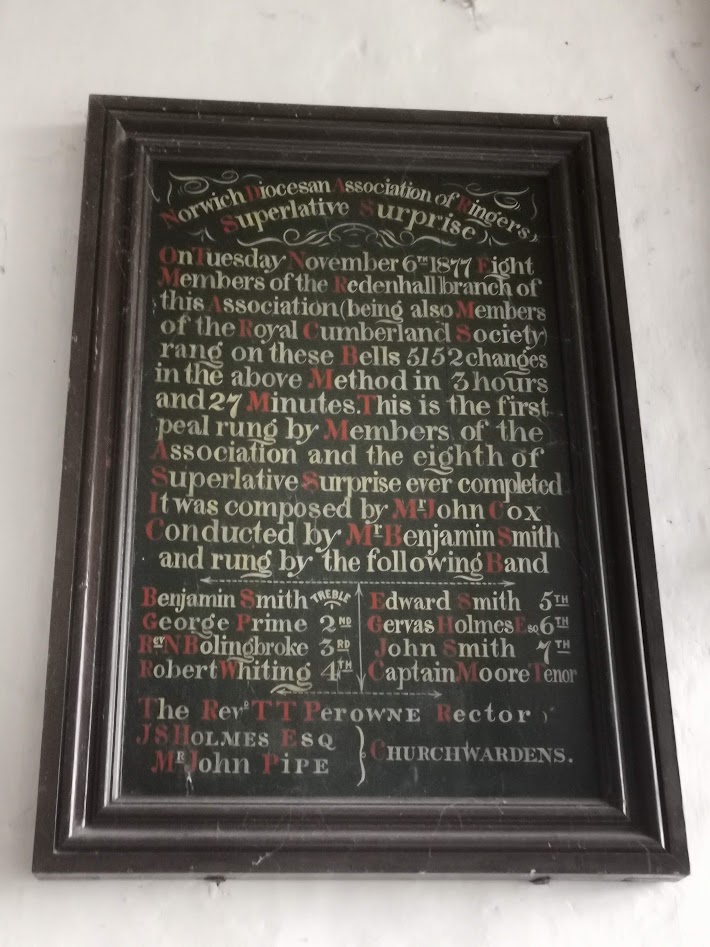 Norwich Diocesan Association of Ringers,
Superlative Surprise
On Tuesday November 6TH 1877 Eight
Members of the Redenhall branch of
this Association (being also Members
of the Royal Cumberland Society)
rang on these Bells 5152 changes
in the above Method in 3 hours
and 27 Minutes. This is the first
peal rung by Members of the
Association and the eighth of
Superlative Surprise ever completed
It was composed by Mr John Cox
Conducted by Mr Benjamin Smith
and rung by the following Band
Benjamin Smith TREBLE
George Prime 2ND
Rev N Bolingbroke 3RD
Robert Whiting 4TH
Edward Smith 5TH
Gervas Holmes Esq 6TH
John Smith 7TH
Captain Moore Tenor
The Revd T T Perowne Rector
J S Holmes Esq
Mr John Pipe
} Churchwardens.